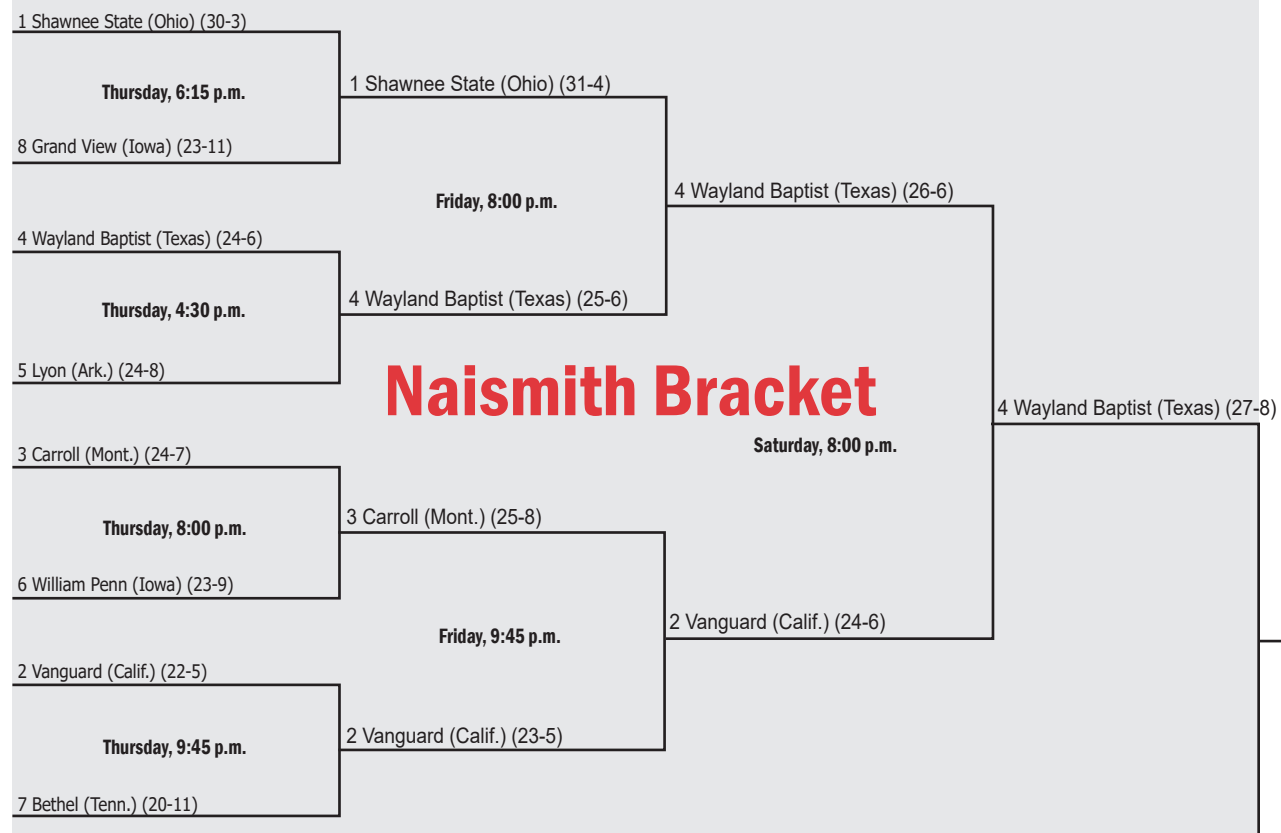 1 Shawnee State (Ohio) (30-3)
Thursday, 6:15 p.m.
8 Grand View (Iowa) (23-11)
4 Wayland Baptist (Texas) (24-6)
Thursday, 4:30 p.m.
5 Lyon (Ark.) (24-8)
3 Carroll (Mont.) (24-7)
Thursday, 8:00 p.m.
6 William Penn (Iowa) (23-9)
2 Vanguard (Calif.) (22-5)
Thursday, 9:45 p.m.
7 Bethel (Tenn.) (20-11)
1 Shawnee State (Ohio) (31-4)
Friday, 8:00 p.m.
4 Wayland Baptist (Texas) (25-6)
3 Carroll (Mont.) (25-8)
Friday, 9:45 p.m.
2 Vanguard (Calif.) (23-5)
Naismith Bracket
4 Wayland Baptist (Texas) (26-6)
Saturday, 8:00 p.m.
2 Vanguard (Calif.) (24-6)
4 Wayland Baptist (Texas) (27-8)